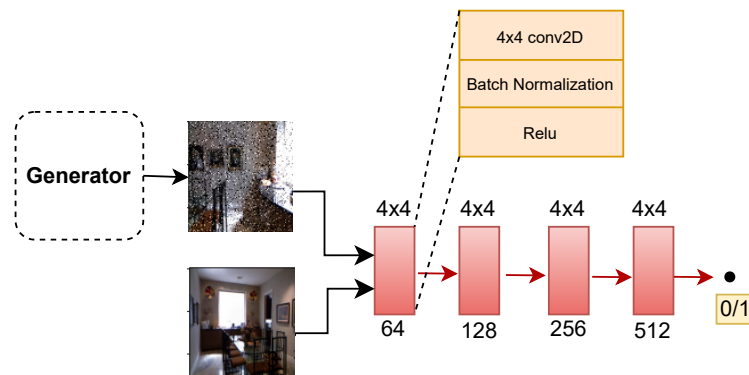 4x4 conv2D
Batch Normalization
Relu
Generator
4x4 4x4 4x4 4x4
64 128 256 512
0/1